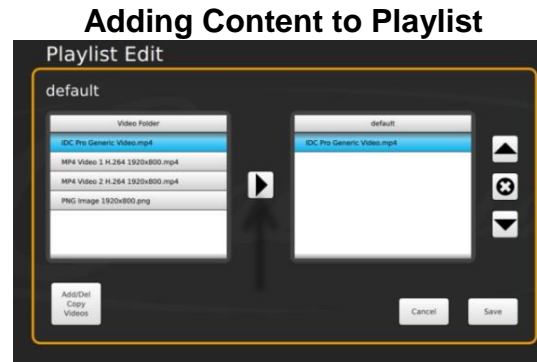 Adding Content to Playlist
Playlist Edit
default
Video Folder
IDC Pro Generic Video.mp4
MP4 Video 1 H.264 1920x800.mp4
MP4 Video 2 H.264 1920x800.mp4
PNG Image 1920x800.png
default
IDC Pro Generic Video.mp4
Add/Del
Copy
Videos
Cancel
Save